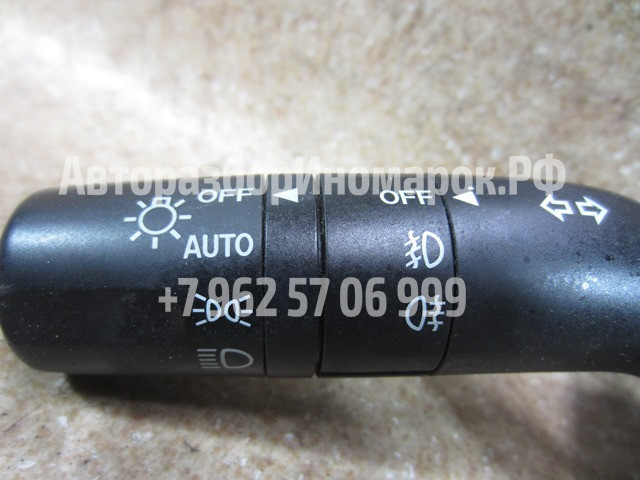 АвторазборИномарок.РФ
OFF OFF
AUTO
+7 962 57 06 999